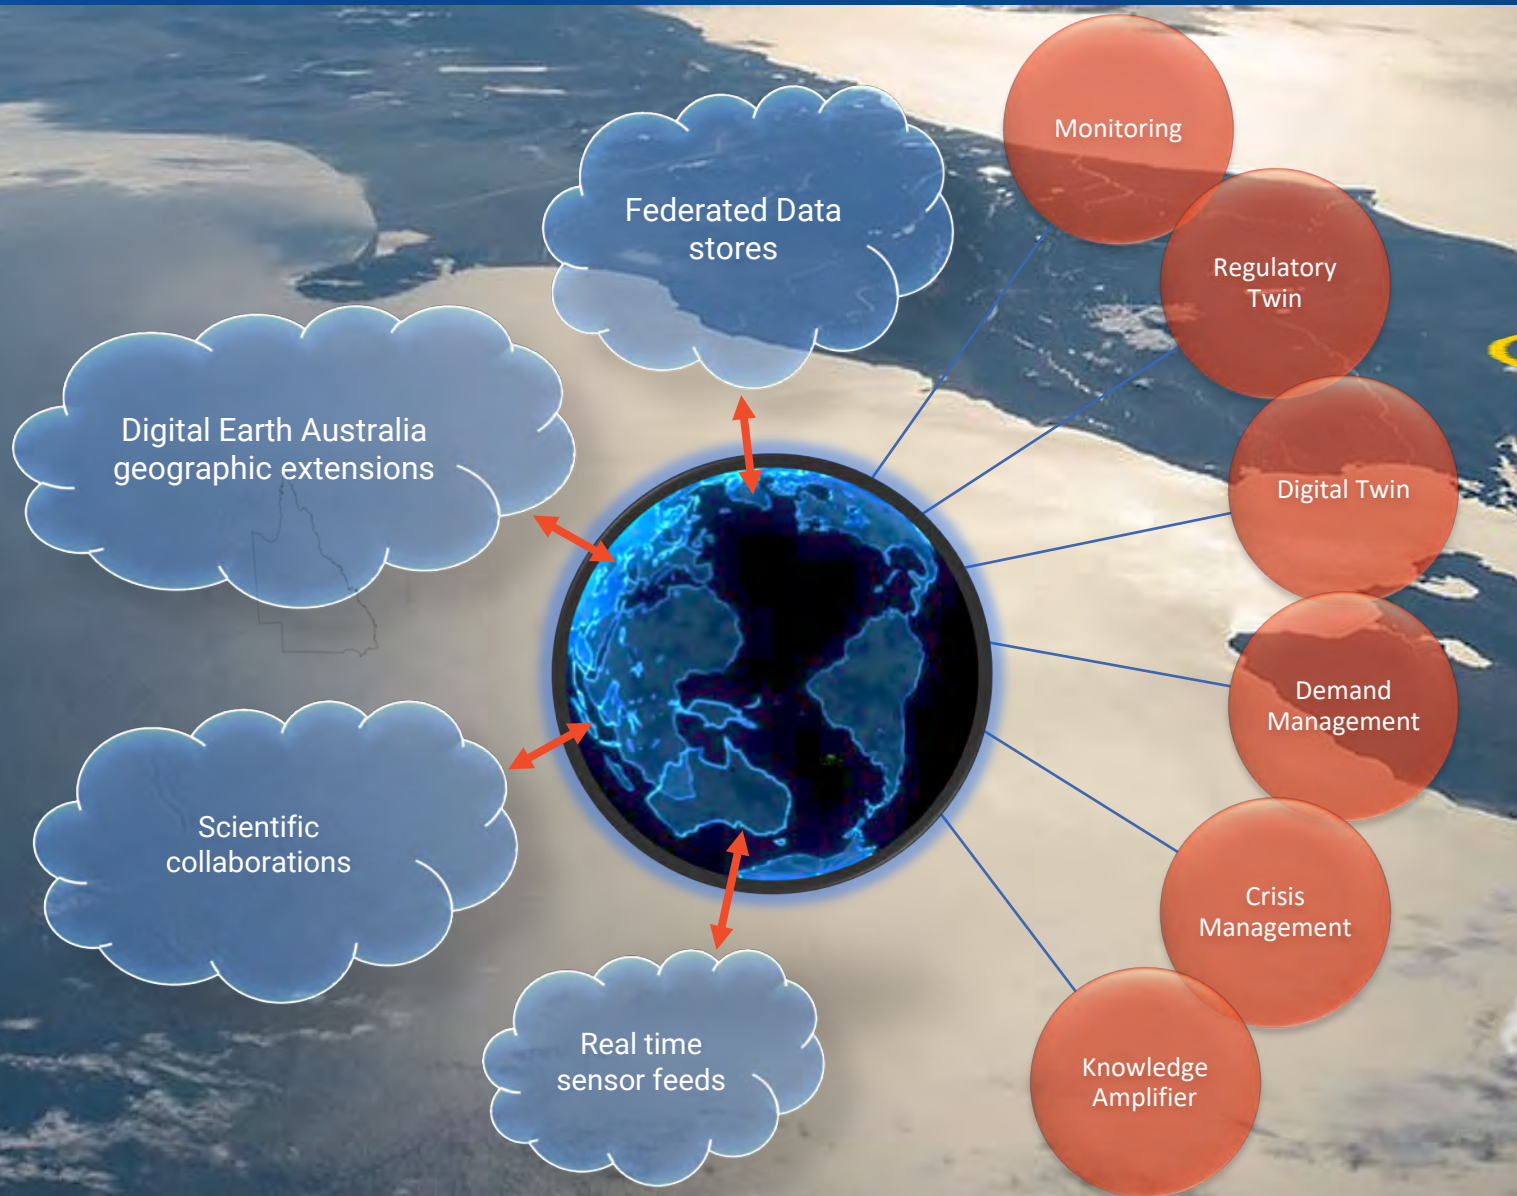 Federated Data
stores
Digital Earth Australia
geographic extensions
Scientific
collaborations
Real time
sensor feeds
Monitoring
Regulatory
Twin
Digital Twin
Demand
Management
Crisis
Management
Knowledge
Amplifier